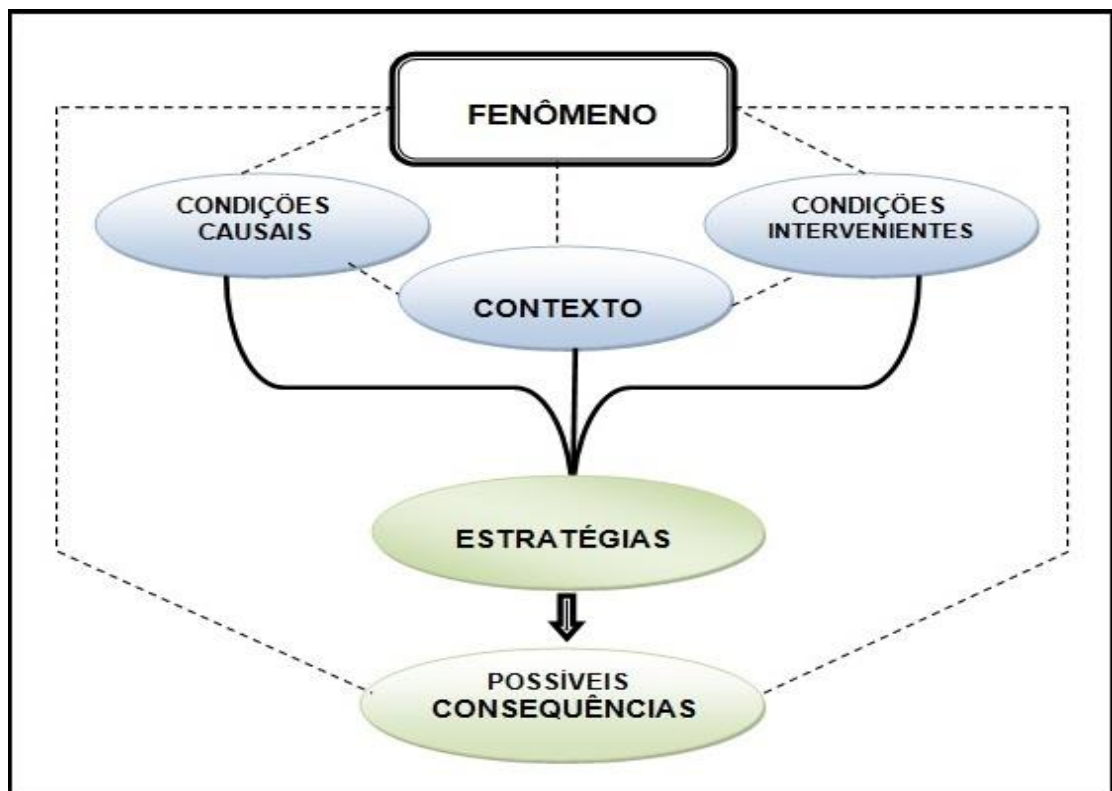 FENÔMENO
CONDIÇÕES
CAUSAIS
CONDIÇÕES
INTERVENIENTES
CONTEXTO
ESTRATÉGIAS
POSSÍVEIS
CONSEQUÊNCIAS